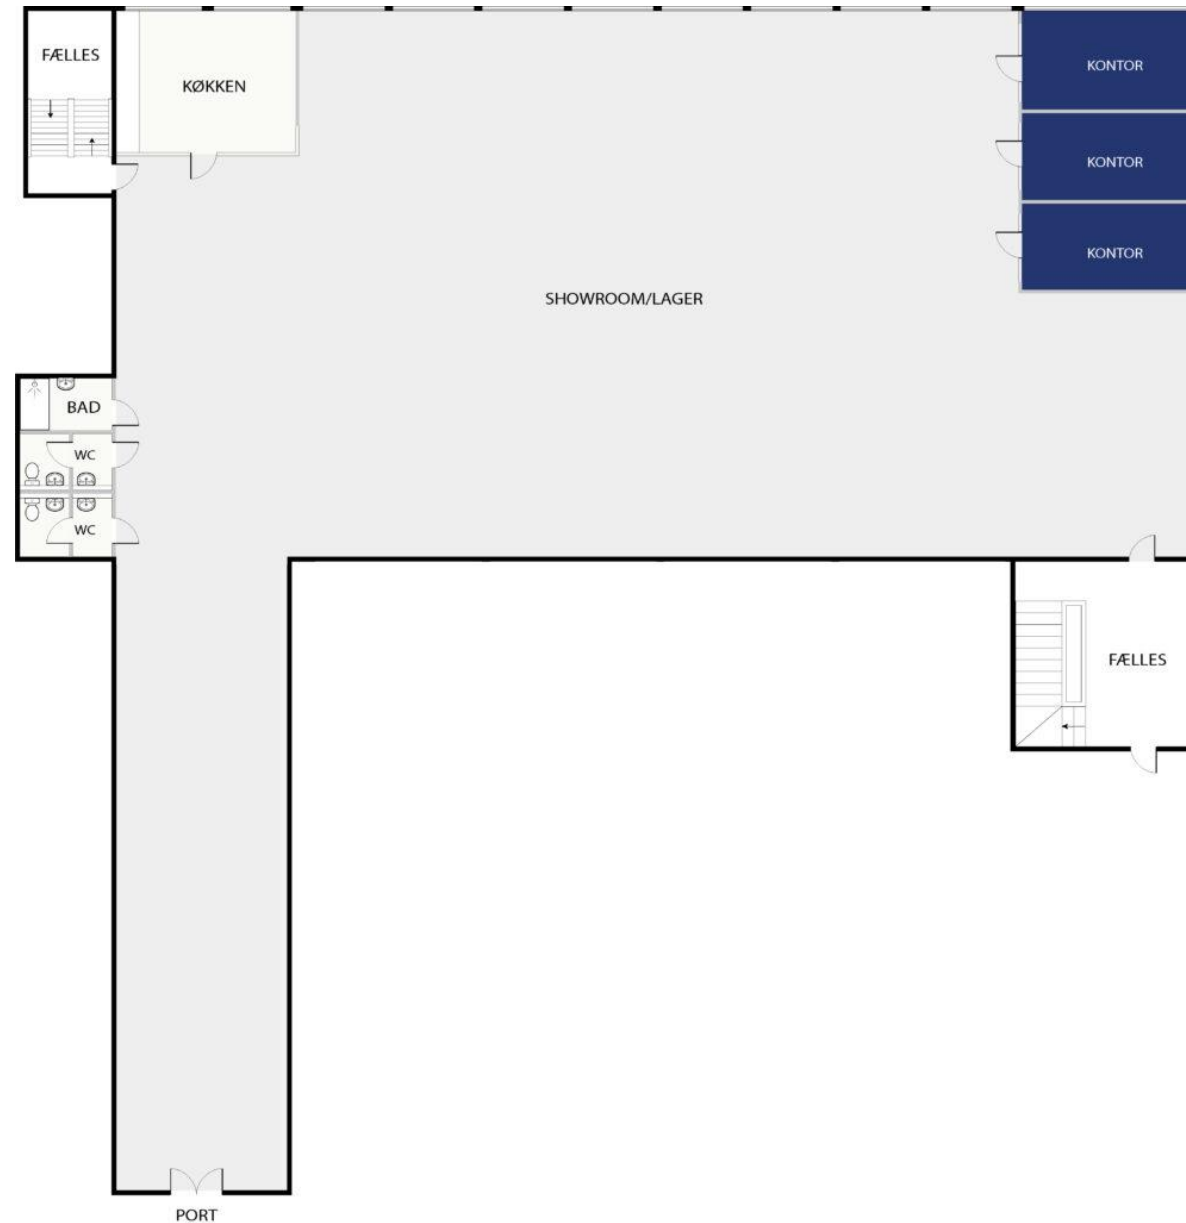 FÆLLES
KØKKEN
KONTOR
KONTOR
KONTOR
SHOWROOM/LAGER
BAD
WC
WC
FÆLLES
PORT